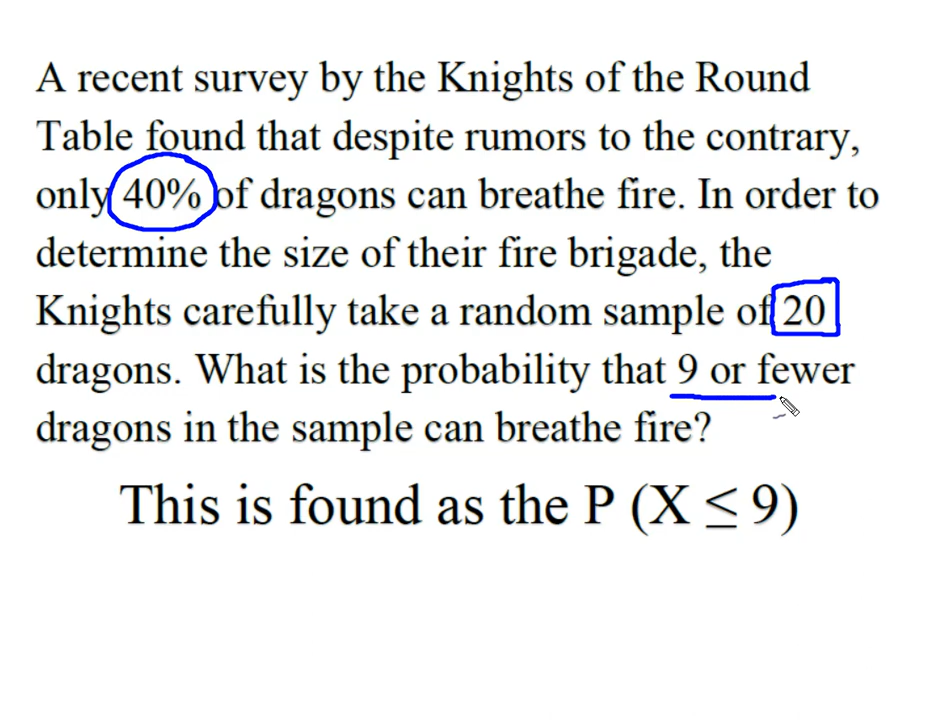 A recent survey by the Knights of the Round
Table found that despite rumors to the contrary,
only 40% of dragons can breathe fire. In order to
determine the size of their fire brigade, the
Knights carefully take a random sample of 20
dragons. What is the probability that 9 or fewer
dragons in the sample can breathe fire?
This is found as the P (X ≤ 9)